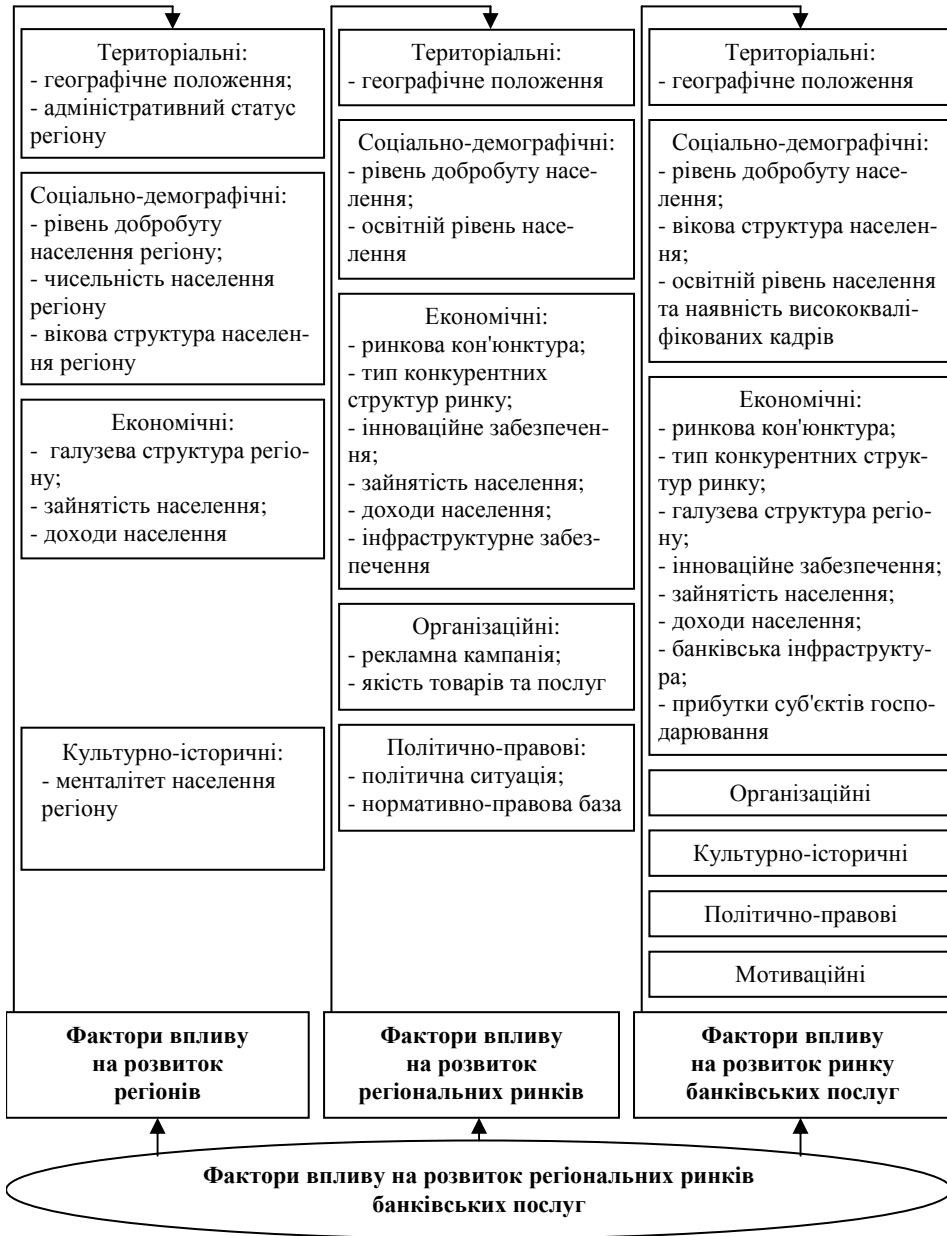 Територіальні:
- географічне положення;
- адміністративний статус
регіону
Соціально-демографічні:
- рівень добробуту
населення регіону;
- чисельність населення
регіону
- вікова структура населен-
ня регіону
Економічні:
- галузева структура регіо-
ну;
- зайнятість населення;
- доходи населення
Культурно-історичні:
- менталітет населення
регіону
Фактори впливу
на розвиток
регіонів
Територіальні:
- географічне положення
Соціально-демографічні:
- рівень добробуту насе-
лення;
- освітній рівень насе-
лення
Економічні:
- ринкова кон'юнктура;
- тип конкурентних
структур ринку;
- інноваційне забезпечен-
ня;
- зайнятість населення;
- доходи населення;
- інфраструктурне забез-
печення
Організаційні:
- рекламна кампанія;
- якість товарів та послуг
Політично-правові:
- політична ситуація;
- нормативно-правова база
Фактори впливу
на розвиток
регіональних ринків
Територіальні:
- географічне положення
Соціально-демографічні:
- рівень добробуту насе-
лення;
- вікова структура населен-
ня;
- освітній рівень населення
та наявність висококвалі-
фікованих кадрів
Економічні:
- ринкова кон'юнктура;
- тип конкурентних струк-
тур ринку;
- галузева структура регіо-
ну;
- інноваційне забезпечення;
- зайнятість населення;
- доходи населення;
- банківська інфраструкту-
ра;
- прибутки суб'єктів госпо-
дарювання
Організаційні
Культурно-історичні
Політично-правові
Мотиваційні
Фактори впливу
на розвиток ринку
банківських послуг
Фактори впливу на розвиток регіональних ринків
банківських послуг